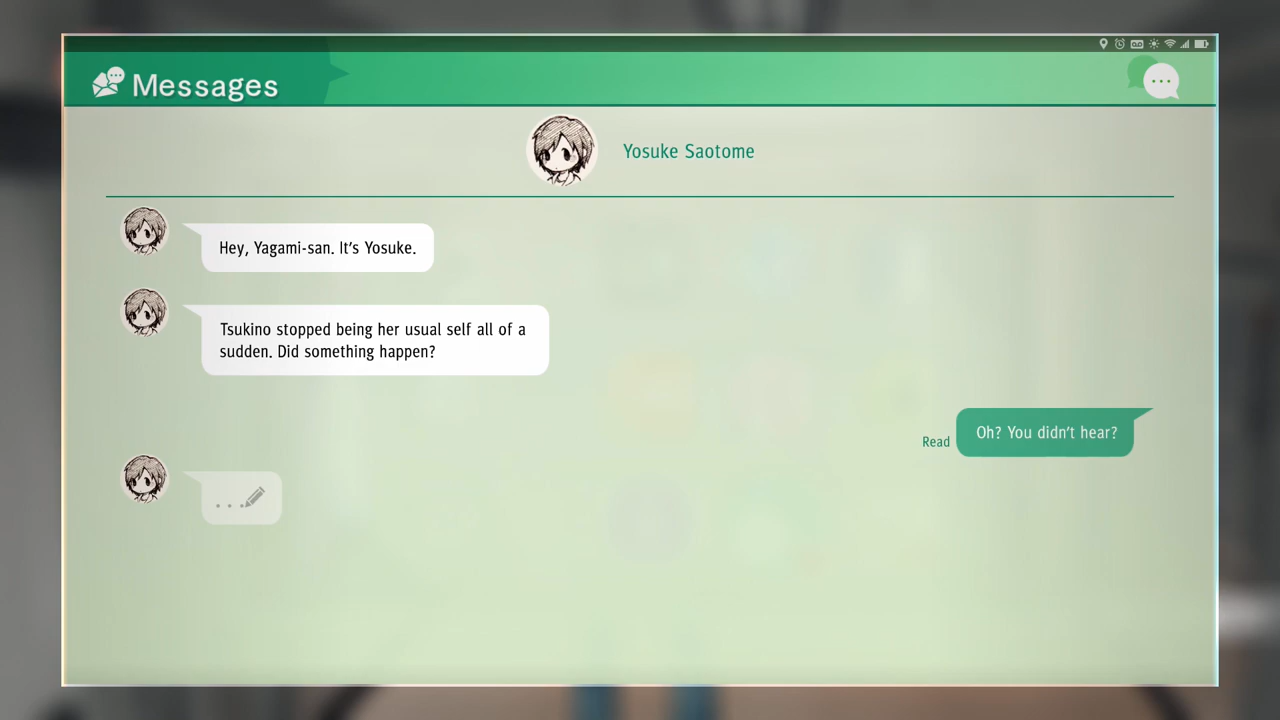 Messages
Yosuke Saotome
Hey, Yagami-san. It's Yosuke.
Tsukino stopped being her usual self all of a
sudden. Did something happen?
Read
Oh? You didn't hear?
...